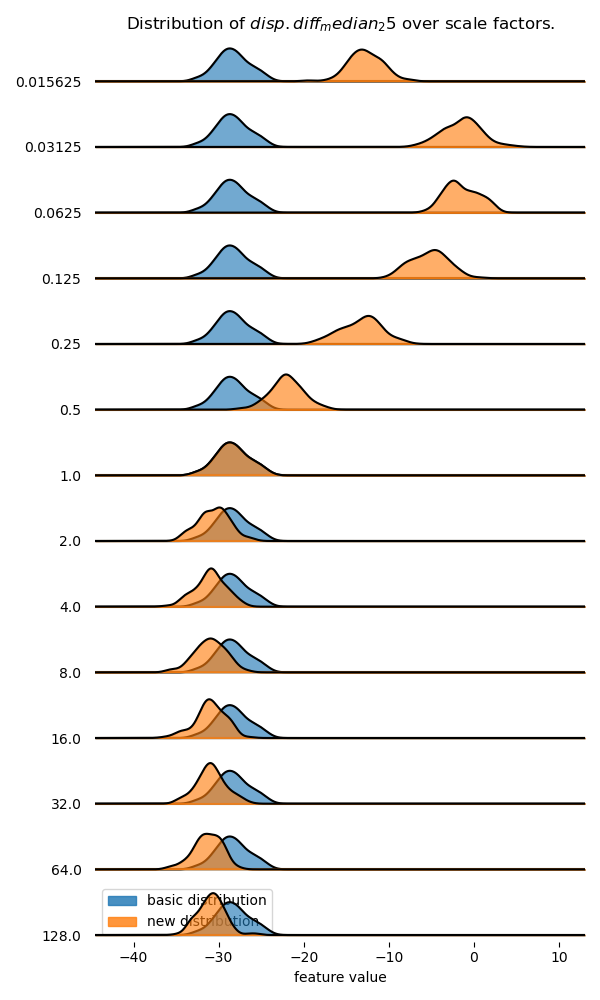 Distribution of disp.diffₘedian₂5 over scale factors.
0.015625
0.03125
0.0625
0.125
0.25
0.5
1.0
2.0
4.0
8.0
16.0
32.0
64.0
basic distribution
new distribution
128.0
−40 −30 −20 −10 0 10
feature value